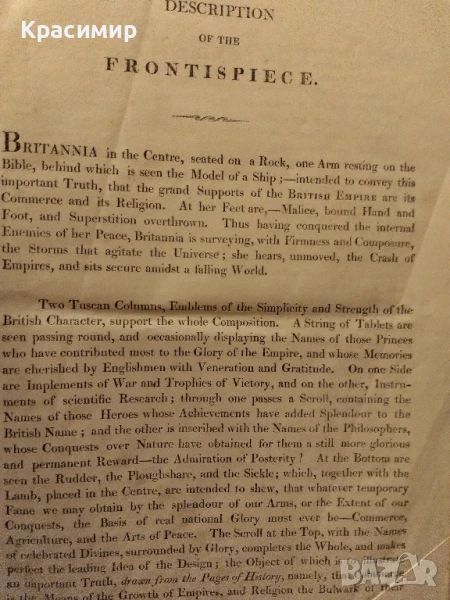 DESCRIPTION
Красимир
OF THE
FRONTISPIECE.
BRITANNIA in the Centre, seated on a Rock, one Arm resting on the
Bible, behind which is seen the Model of a Ship;—intended to convey this
important Truth, that the grand Supports of the BRITISH EMPIRE are its
Commerce and its Religion. At her Feet are,—Malice, bound Hand and
Foot, and Superstition overthrown. Thus having conquered the internal
Enemies of her Peace, Britannia is surveying, with Firmness and Composure,
the Storms that agitate the Universe; she hears, unmoved, the Crash of
Empires, and sits secure amidst a falling World.
Two Tuscan Columns, Emblems of the Simplicity and Strength of the
British Character, support the whole Composition. A String of Tablets are
seen passing round, and occasionally displaying the Names of those Princes
who have contributed most to the Glory of the Empire, and whose Memories
are cherished by Englishmen with Veneration and Gratitude. On one Side
are Implements of War and Trophies of Victory, and on the other, Instru-
ments of scientific Research; through one passes a Scroll, containing the
Names of those Heroes whose Achievements have added Splendour to the
British Name; and the other is inscribed with the Names of the Philosophers,
whose Conquests over Nature have obtained for them a still more glorious
and permanent Reward—the Admiration of Posterity! At the Bottom are
seen the Rudder, the Ploughshare, and the Sickle; which, together with the
Lamb, placed in the Centre, are intended to shew, that whatever temporary
Fame we may obtain by the splendour of our Arms, or the Extent of our
Conquests, the Basis of real national Glory must ever be—Commerce,
Agriculture, and the Arts of Peace. The Scroll at the Top, with the Names
of celebrated Divines, surrounded by Glory, completes the Whole, and makes
perfect the leading Idea of the Design; the Object of which is to
an important Truth, drawn from the Pages of History, namely, that
is the Means of the Growth of Empires, and Religion the Bulwark of their
bazar